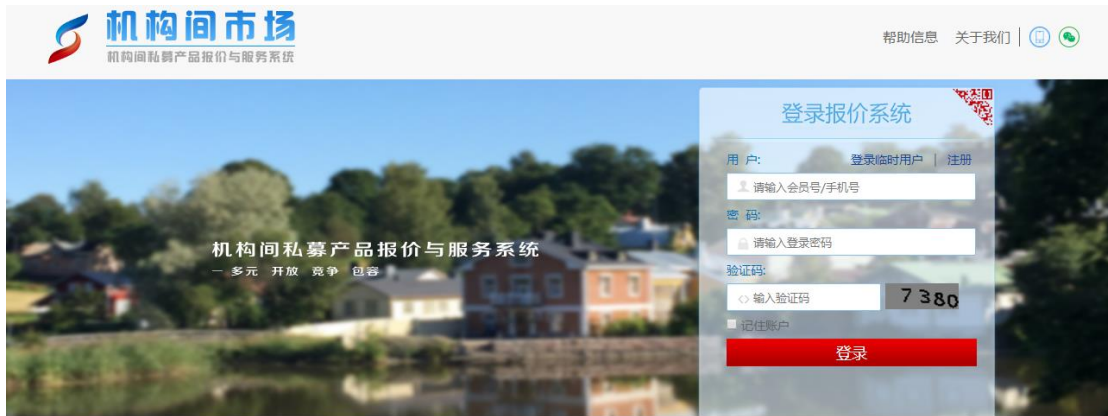 机构间市场
机构间私募产品报价与服务系统
帮助信息 关于我们
登录报价系统
用 户: 登录临时用户 | 注册
请输入会员号/手机号
密 码:
请输入登录密码
机构间私募产品报价与服务系统
一 多元 开放 竞争 包容
验证码:
输入验证码 7380
记住账户
登录